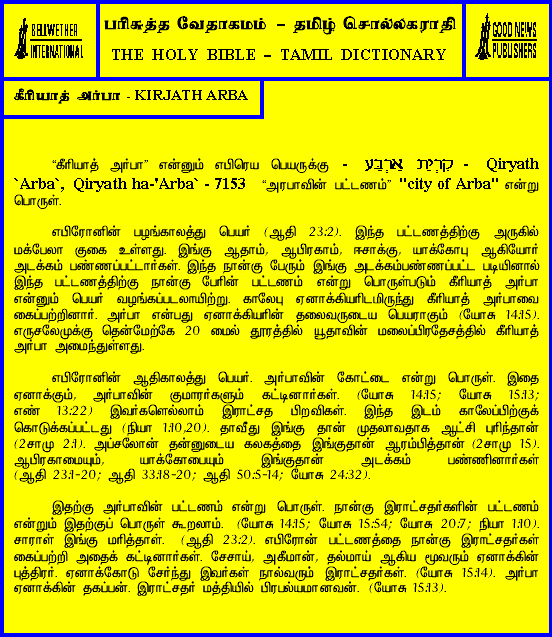 BELLWETHER
INTERNATIONAL
பரிசுத்த வேதாகமம் – தமிழ் சொல்லகராதி
THE HOLY BIBLE – TAMIL DICTIONARY
GOOD NEWS
PUBLISHERS
கீரியாத் அர்பா - KIRJATH ARBA
“கீரியாத் அர்பா” என்னும் எபிரெய பெயருக்கு - קִרְיַת אַרְבַּע - Qiryath
`Arba`, Qiryath ha-'Arba` - 7153 “அரபாவின் பட்டணம்” "city of Arba" என்று
பொருள்.
எபிரோனின் பழங்காலத்து பெயர் (ஆதி 23:2). இந்த பட்டணத்திற்கு அருகில்
மக்பேலா குகை உள்ளது. இங்கு ஆதாம், ஆபிரகாம், ஈசாக்கு, யாக்கோபு ஆகியோர்
அடக்கம் பண்ணப்பட்டார்கள். இந்த நான்கு பேரும் இங்கு அடக்கம்பண்ணப்பட்ட படியினால்
இந்த பட்டணத்திற்கு நான்கு பேரின் பட்டணம் என்று பொருள்படும் கீரியாத் அர்பா
என்னும் பெயர் வழங்கப்படலாயிற்று. காலேபு ஏனாக்கியரிடமிருந்து கீரியாத் அர்பாவை
கைப்பற்றினார். அர்பா என்பது ஏனாக்கியரின் தலைவருடைய பெயராகும் (யோசு 14:15).
எருசலேமுக்கு தென்மேற்கே 20 மைல் தூரத்தில் யூதாவின் மலைப்பிரதேசத்தில் கீரியாத்
அர்பா அமைந்துள்ளது.
எபிரோனின் ஆதிகாலத்து பெயர். அர்பாவின் கோட்டை என்று பொருள். இதை
ஏனாக்கும், அர்பாவின் குமாரர்களும் கட்டினார்கள். (யோசு 14:15; யோசு 15:13;
எண் 13:22) இவர்களெல்லாம் இராட்சத பிறவிகள். இந்த இடம் காலேப்பிற்குக்
கொடுக்கப்பட்டது (நியா 1:10,20). தாவீது இங்கு தான் முதலாவதாக ஆட்சி புரிந்தான்
(2சாமு 2:1). அப்சலோன் தன்னுடைய கலகத்தை இங்குதான் ஆரம்பித்தான் (2சாமு 15).
ஆபிரகாமையும், யாக்கோபையும் இங்குதான் அடக்கம் பண்ணினார்கள்
(ஆதி 23:1-20; ஆதி 33:18-20; ஆதி 50:5-14; யோசு 24:32).
இதற்கு அர்பாவின் பட்டணம் என்று பொருள். நான்கு இராட்சதர்களின் பட்டணம்
என்றும் இதற்குப் பொருள் கூறலாம். (யோசு 14:15; யோசு 15:54; யோசு 20:7; நியா 1:10).
சாராள் இங்கு மரித்தாள். (ஆதி 23:2). எபிரோன் பட்டணத்தை நான்கு இராட்சதர்கள்
கைப்பற்றி அதைக் கட்டினார்கள். சேசாய், அகீமான், தல்மாய் ஆகிய மூவரும் ஏனாக்கின்
புத்திரர். ஏனாக்கோடு சேர்ந்து இவர்கள் நால்வரும் இராட்சதர்கள். (யோசு 15:14). அர்பா
ஏனாக்கின் தகப்பன். இராட்சதர் மத்தியில் பிரபல்யமானவன். (யோசு 15:13).